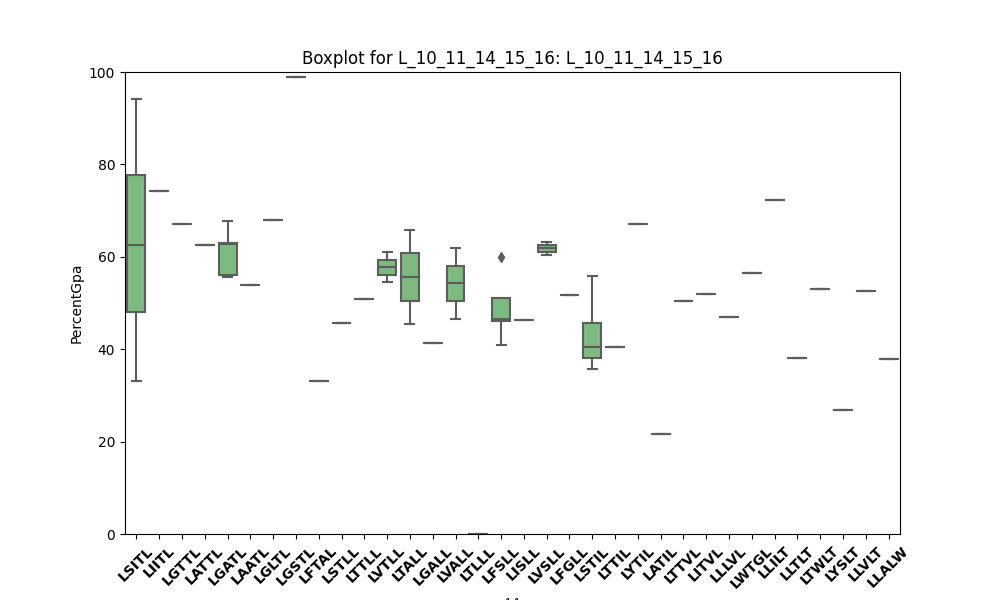 Boxplot for L_10_11_14_15_16: L_10_11_14_15_16
PercentGpa
100
80
60
40
20
0
LSITL LIITL LGTTL LATTL LGATL LAATL LGLTL LGSTL LFTAL LSTLL LTTLL LVTLL LTALL LGALL LVALL LTLLL LFSLL LISLL LVSLL LFGLL LSTIL LTTIL LYTIL LATIL LTTVL LITVL LLLVL LWTGL LLILT LLTLT LTWLT LYSLT LLVLT LLALW